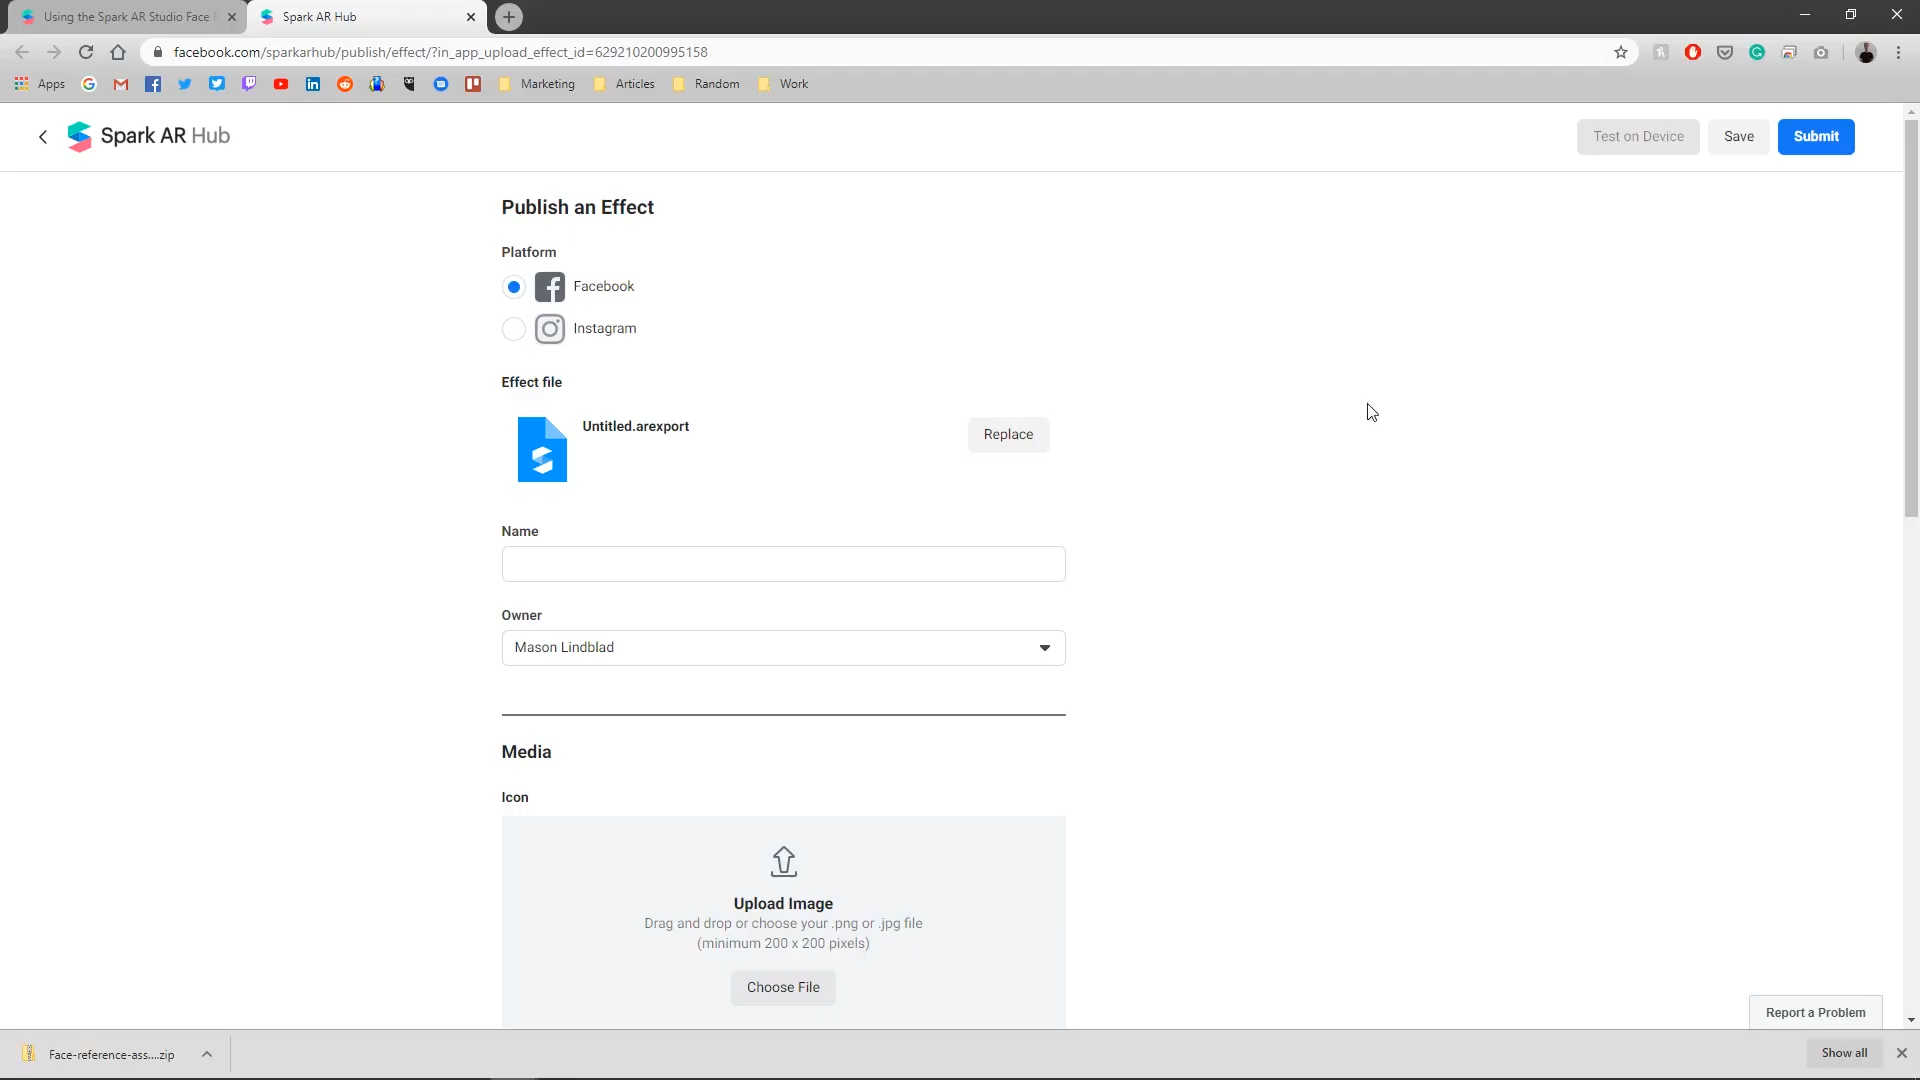 Using the Spark AR Studio Face
Spark AR Hub
facebook.com/sparkarhub/publish/effect/?in_app_upload_effect_id=629210200995158
Apps
Marketing
Articles
Random
Work
Spark AR Hub
Test on Device
Save
Submit
Publish an Effect
Platform
Facebook
Instagram
Effect file
Untitled.arexport
Replace
Name
Owner
Mason Lindblad
Media
Icon
Upload Image
Drag and drop or choose your .png or .jpg file
(minimum 200 x 200 pixels)
Choose File
Report a Problem
Face-reference-ass....zip
Show all